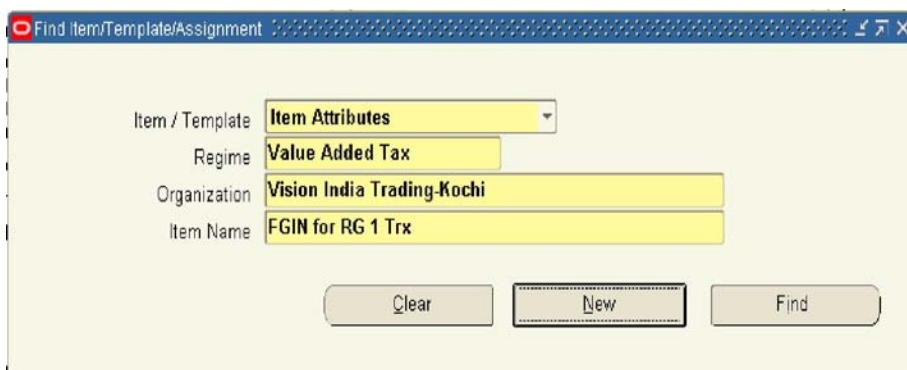 Find Item/Template/Assignment
Item / Template Item Attributes
Regime Value Added Tax
Organization Vision India Trading-Kochi
Item Name FGIN for RG 1 Trx
Clear New Find